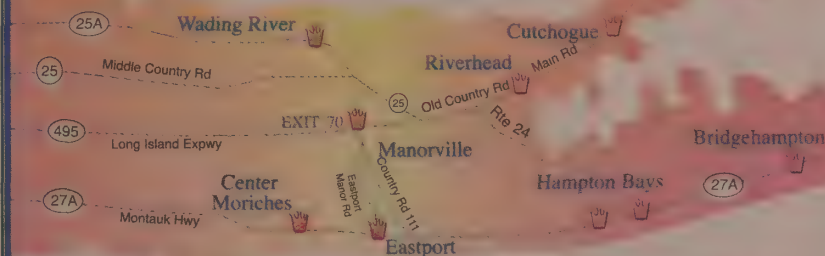 25A
Wading River
Cutchogue
25
Middle Country Rd
Riverhead
Main Rd
25
Old Country Rd
495
Long Island Expwy
EXIT 70
Rte 24
Manorville
Bridgehampton
27A
Montauk Hwy
Center
Moriches
Eastport
Manor Rd
Country Rd 111
Hampton Bays
27A
Eastport